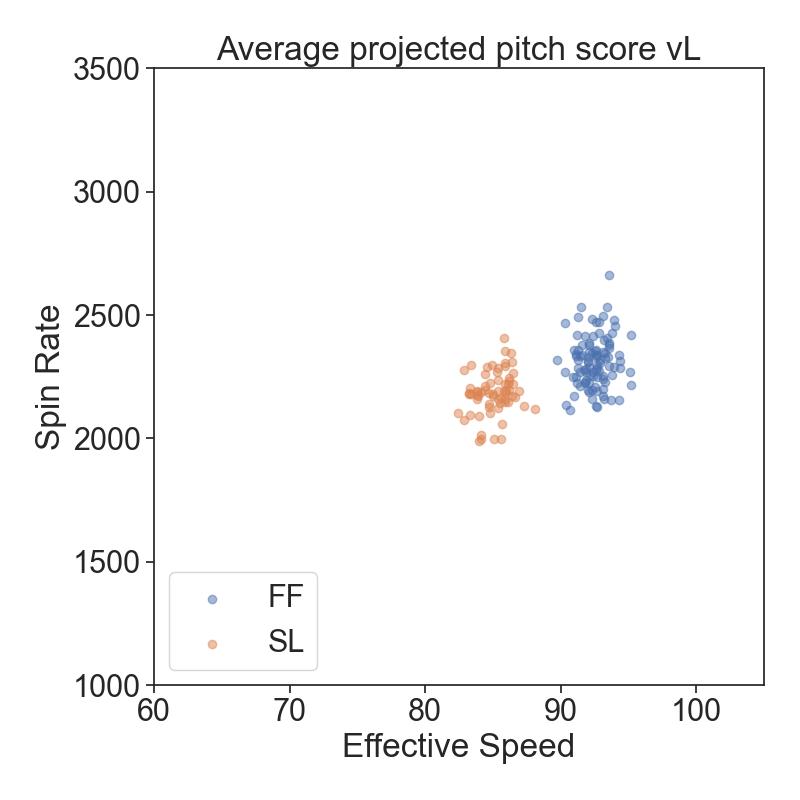 Average projected pitch score vL
3500
3000
2500
2000
1500
1000
Spin Rate
FF
SL
60 70 80 90 100
Effective Speed